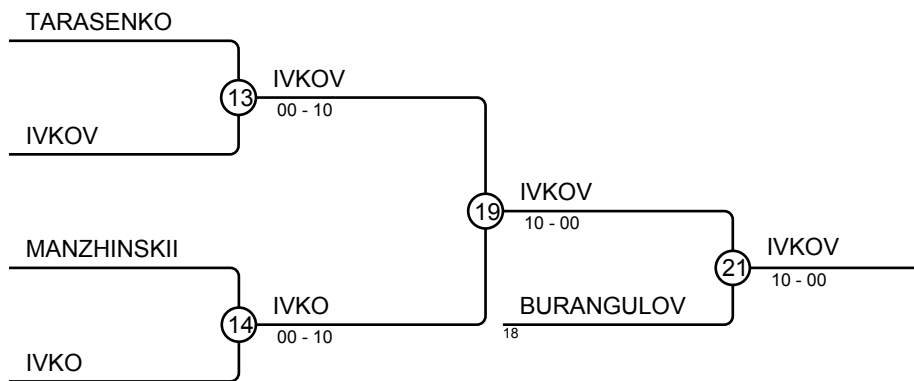 TARASENKO
13
IVKOV
00 - 10
IVKOV
19
IVKOV
10 - 00
MANZHINSKII
21
IVKOV
10 - 00
14
IVKO
00 - 10
BURANGULOV
18
IVKO